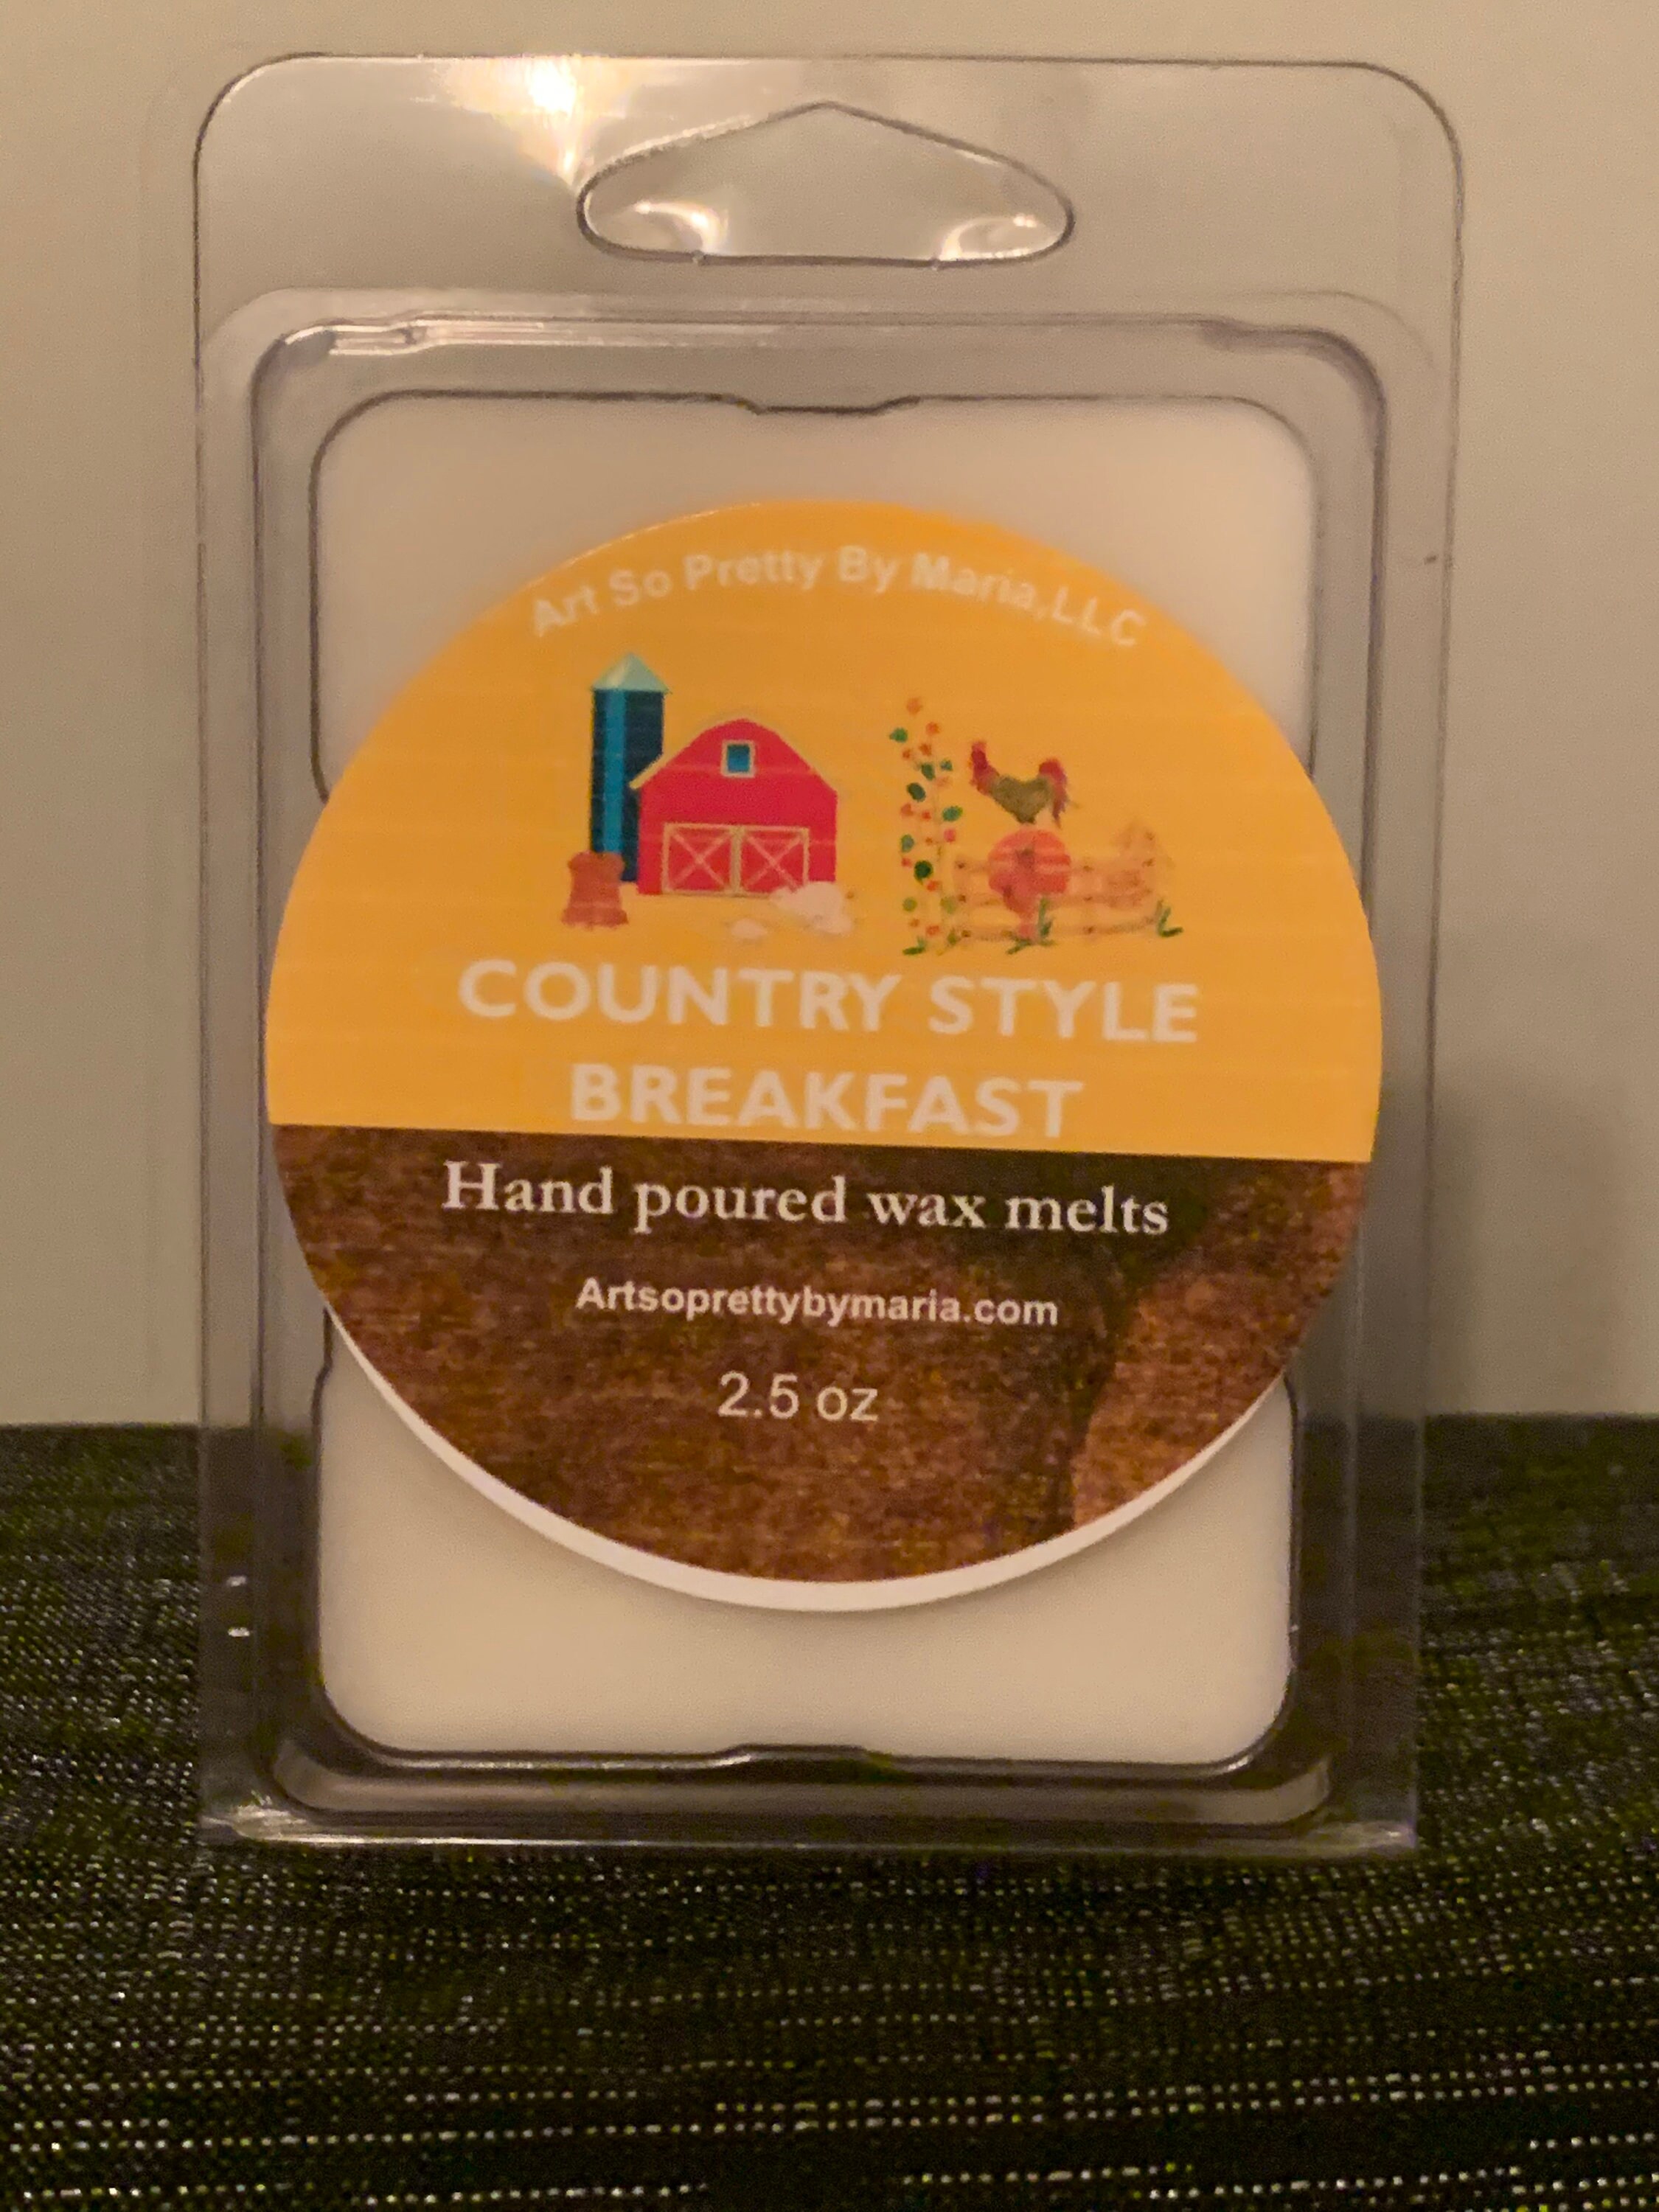 Art So Pretty By Maria,LLC
COUNTRY STYLE
BREAKFAST
Hand poured wax melts
Artsoprettybymaria.com
2.5 oz